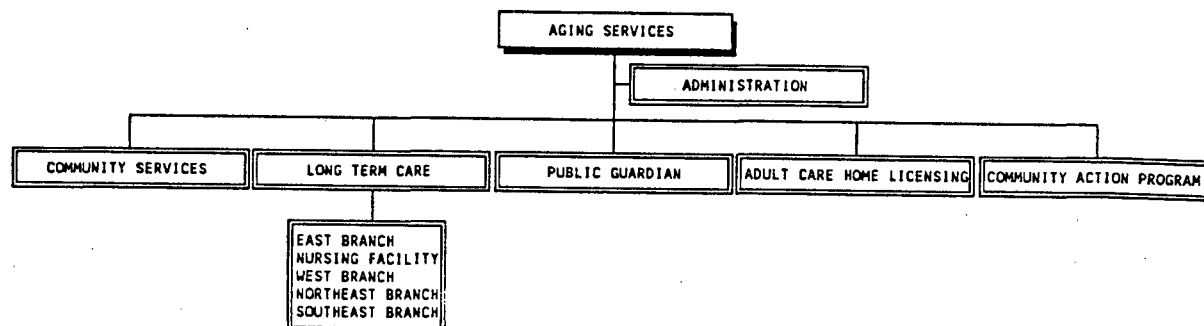 AGING SERVICES
ADMINISTRATION
COMMUNITY SERVICES
LONG TERM CARE
PUBLIC GUARDIAN
ADULT CARE HOME LICENSING
COMMUNITY ACTION PROGRAM
EAST BRANCH
NURSING FACILITY
WEST BRANCH
NORTHEAST BRANCH
SOUTHEAST BRANCH